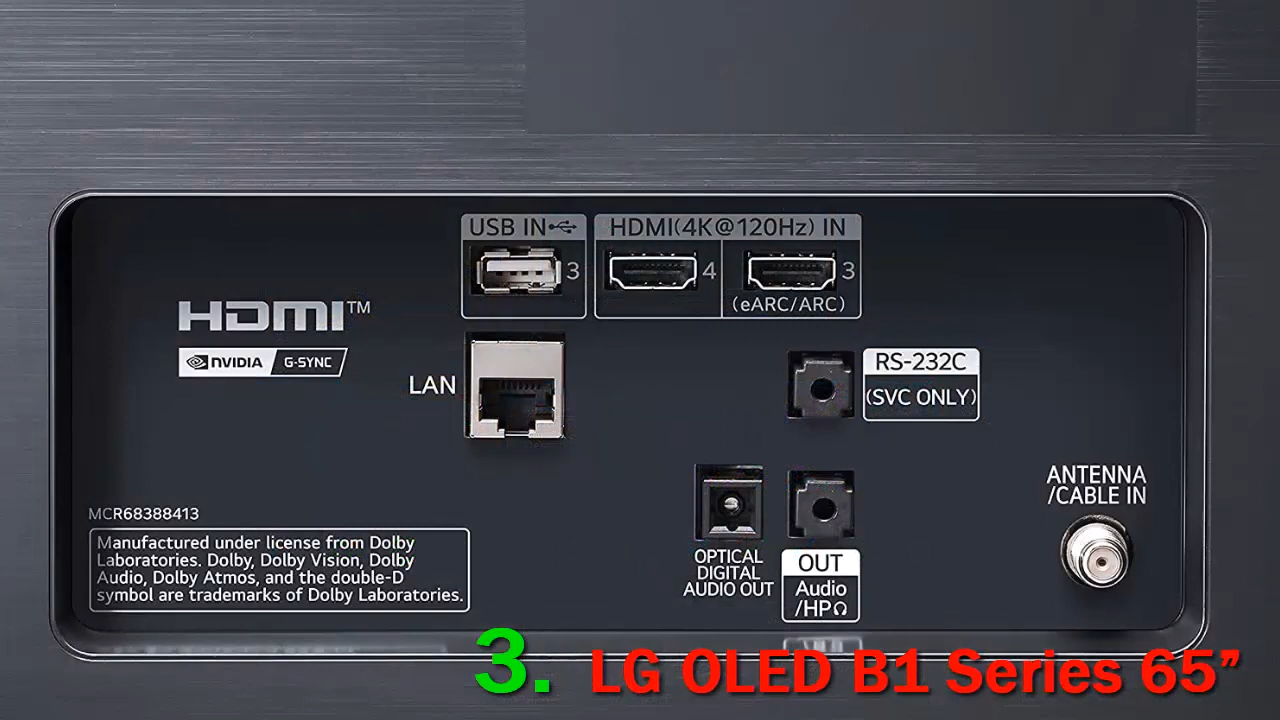 USB IN
HDMI(4K@120Hz) IN
3
4
3
(eARC/ARC)
HDMI™
NVIDIA G-SYNC
LAN
RS-232C
(SVC ONLY)
ANTENNA
/CABLE IN
MCR68388413
Manufactured under license from Dolby
Laboratories. Dolby, Dolby Vision, Dolby
Audio, Dolby Atmos, and the double-D
symbol are trademarks of Dolby Laboratories.
OPTICAL
DIGITAL
AUDIO OUT
OUT
Audio
/HP
3. LG OLED B1 Series 65”